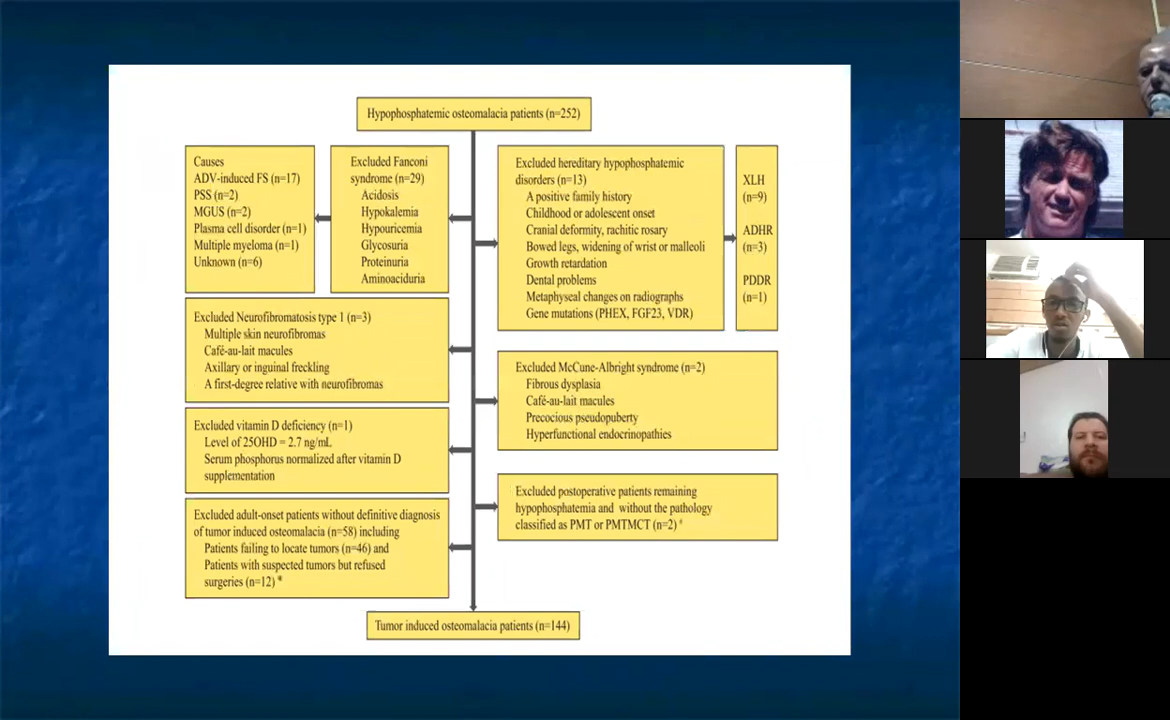 Hypophosphatemic osteomalacia patients (n=252)
Causes
ADV-induced FS (n=17)
PSS (n=2)
MGUS (n=2)
Plasma cell disorder (n=1)
Multiple myeloma (n=1)
Unknown (n=6)
Excluded Fanconi
syndrome (n=29)
Acidosis
Hypokalemia
Hypouricemia
Glycosuria
Proteinuria
Aminoaciduria
Excluded hereditary hypophosphatemic
disorders (n=13)
A positive family history
Childhood or adolescent onset
Cranial deformity, rachitic rosary
Bowed legs, widening of wrist or malleoli
Growth retardation
Dental problems
Metaphyseal changes on radiographs
Gene mutations (PHEX, FGF23, VDR)
XLH
(n=9)
ADHR
(n=3)
PDDR
(n=1)
Excluded Neurofibromatosis type 1 (n=3)
Multiple skin neurofibromas
Café-au-lait macules
Axillary or inguinal freckling
A first-degree relative with neurofibromas
Excluded McCune-Albright syndrome (n=2)
Fibrous dysplasia
Café-au-lait macules
Precocious pseudopuberty
Hyperfunctional endocrinopathies
Excluded vitamin D deficiency (n=1)
Level of 25OHD = 2.7 ng/mL
Serum phosphorus normalized after vitamin D
supplementation
Excluded postoperative patients remaining
hypophosphatemia and without the pathology
classified as PMT or PMTMCT (n=2) #
Excluded adult-onset patients without definitive diagnosis
of tumor induced osteomalacia (n=58) including
Patients failing to locate tumors (n=46) and
Patients with suspected tumors but refused
surgeries (n=12) *
Tumor induced osteomalacia patients (n=144)